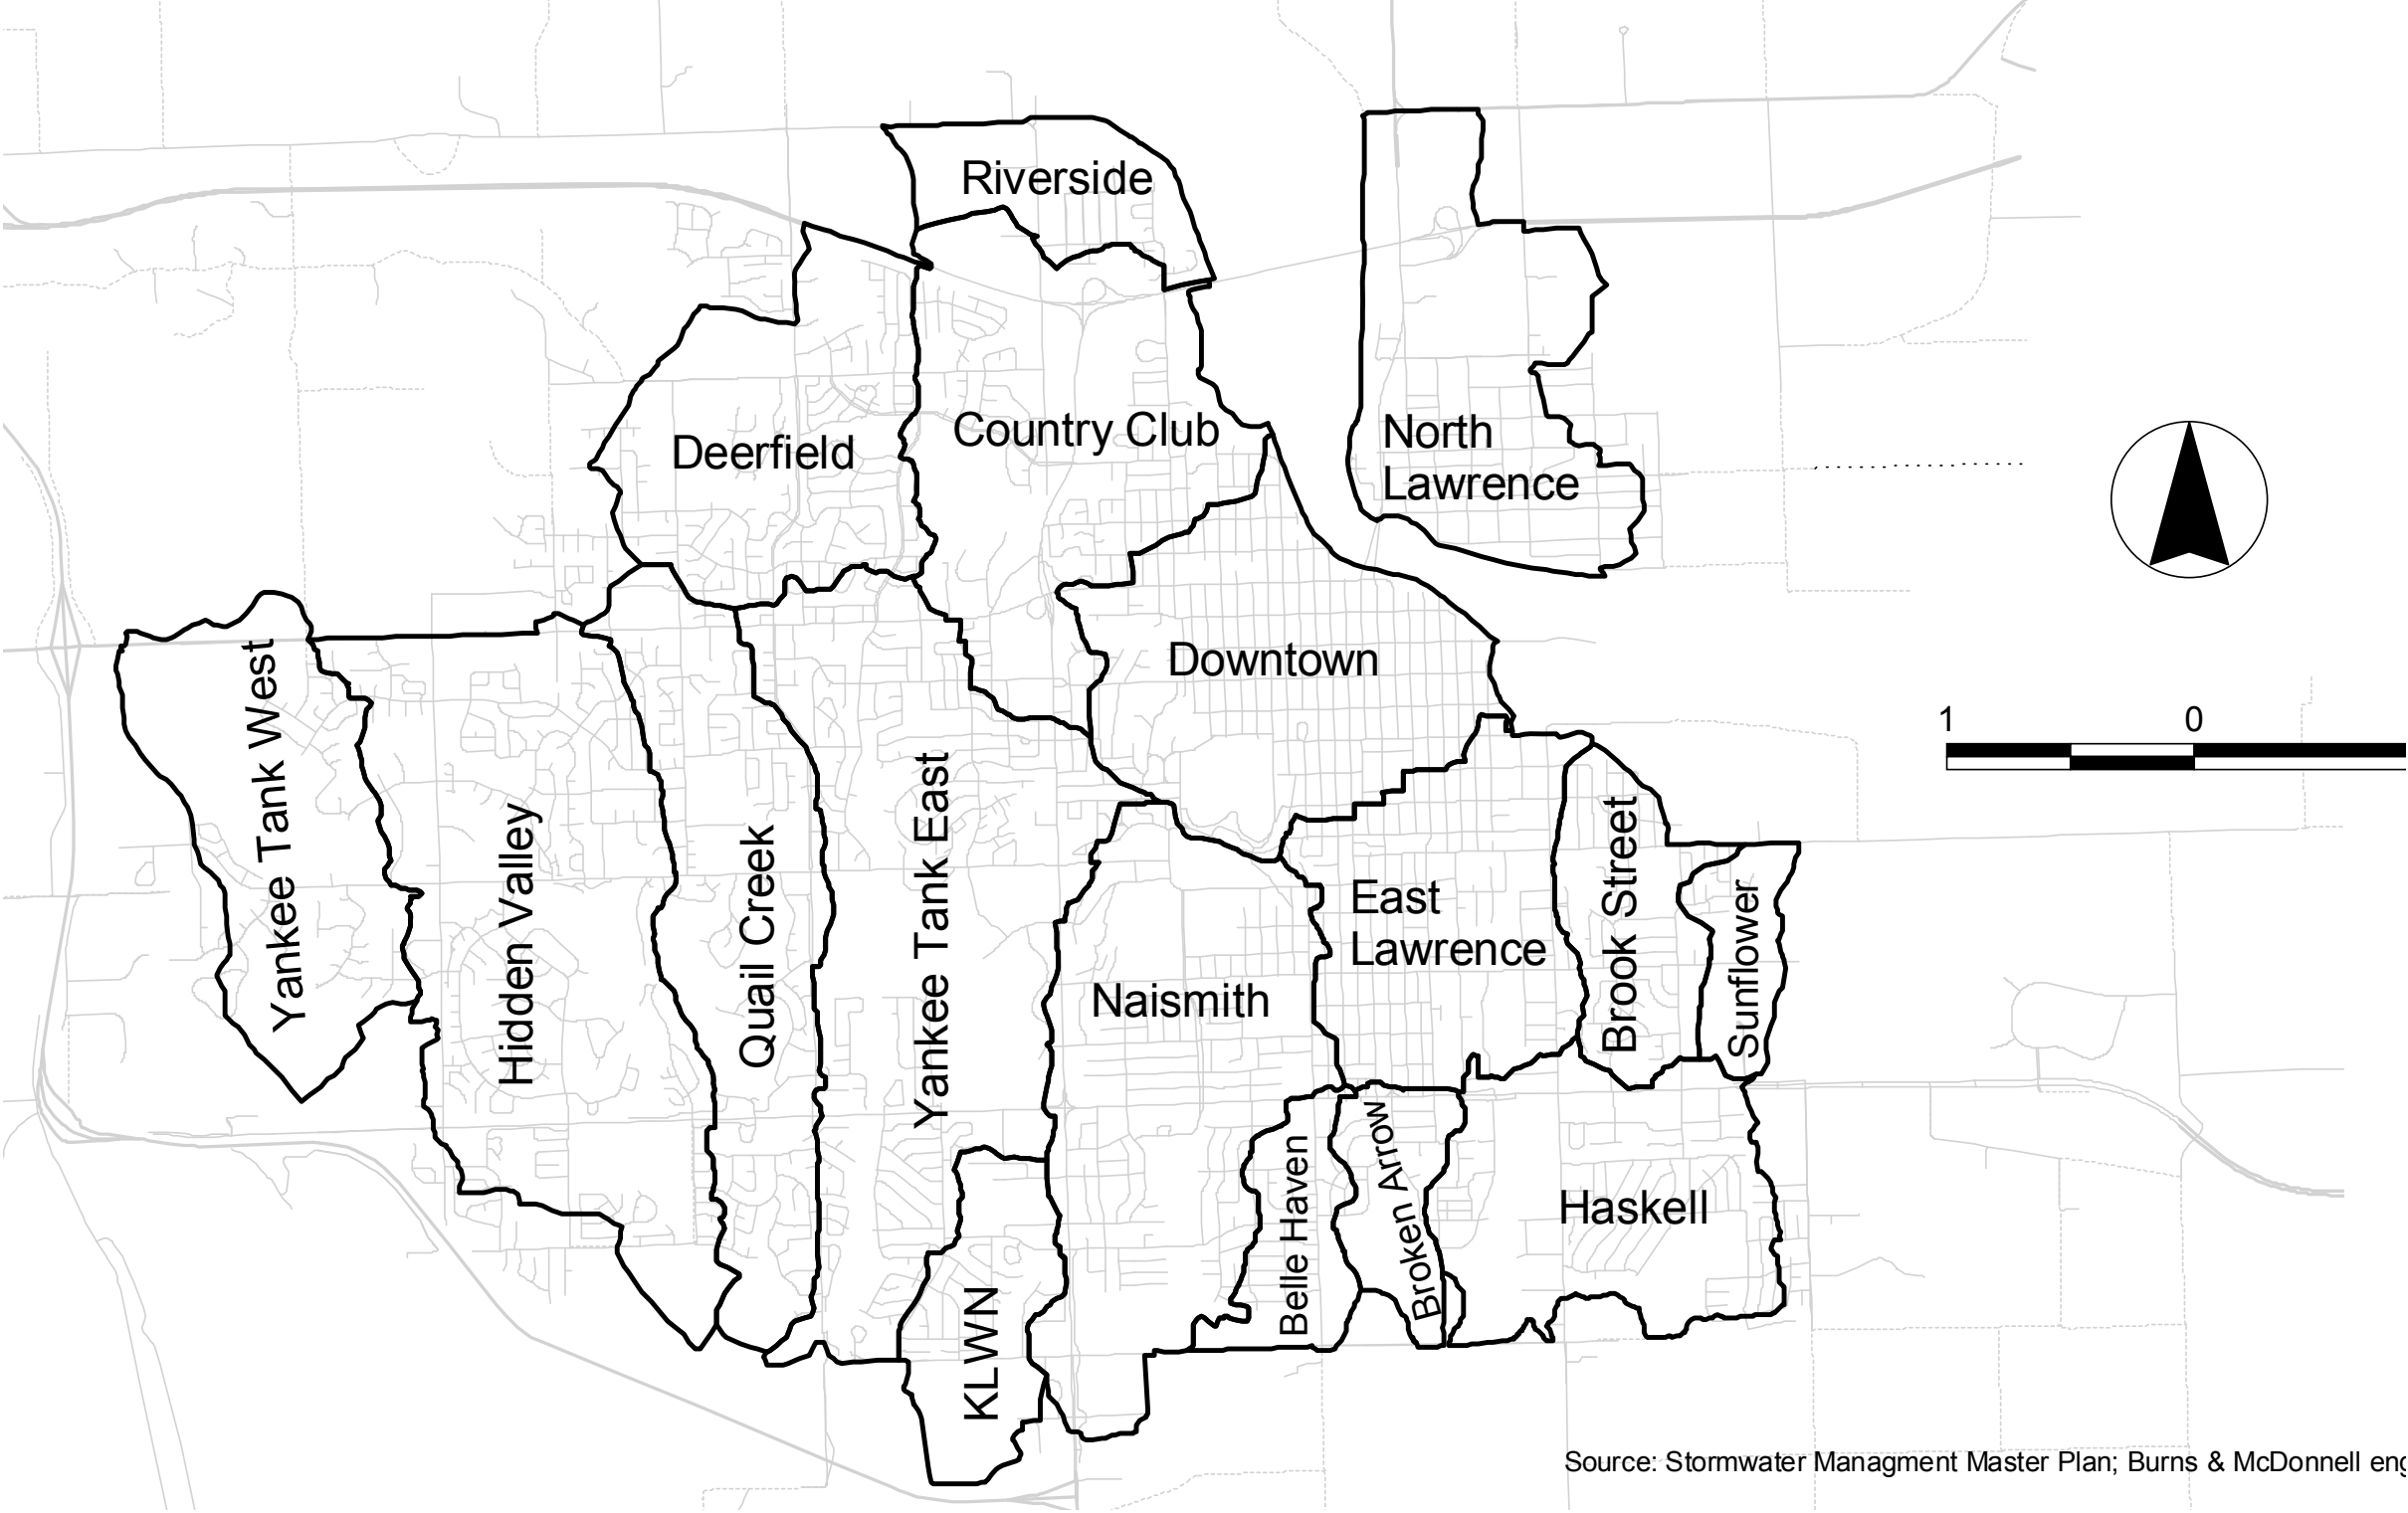 Riverside
Deerfield
Country Club
North
Lawrence
Downtown
1 0
Yankee Tank West
Hidden Valley
Quail Creek
Yankee Tank East
Naismith
East
Lawrence
Brook Street
Sunflower
KLWN
Belle Haven
Broken Arrow
Haskell
Source: Stormwater Managment Master Plan; Burns & McDonnell eng